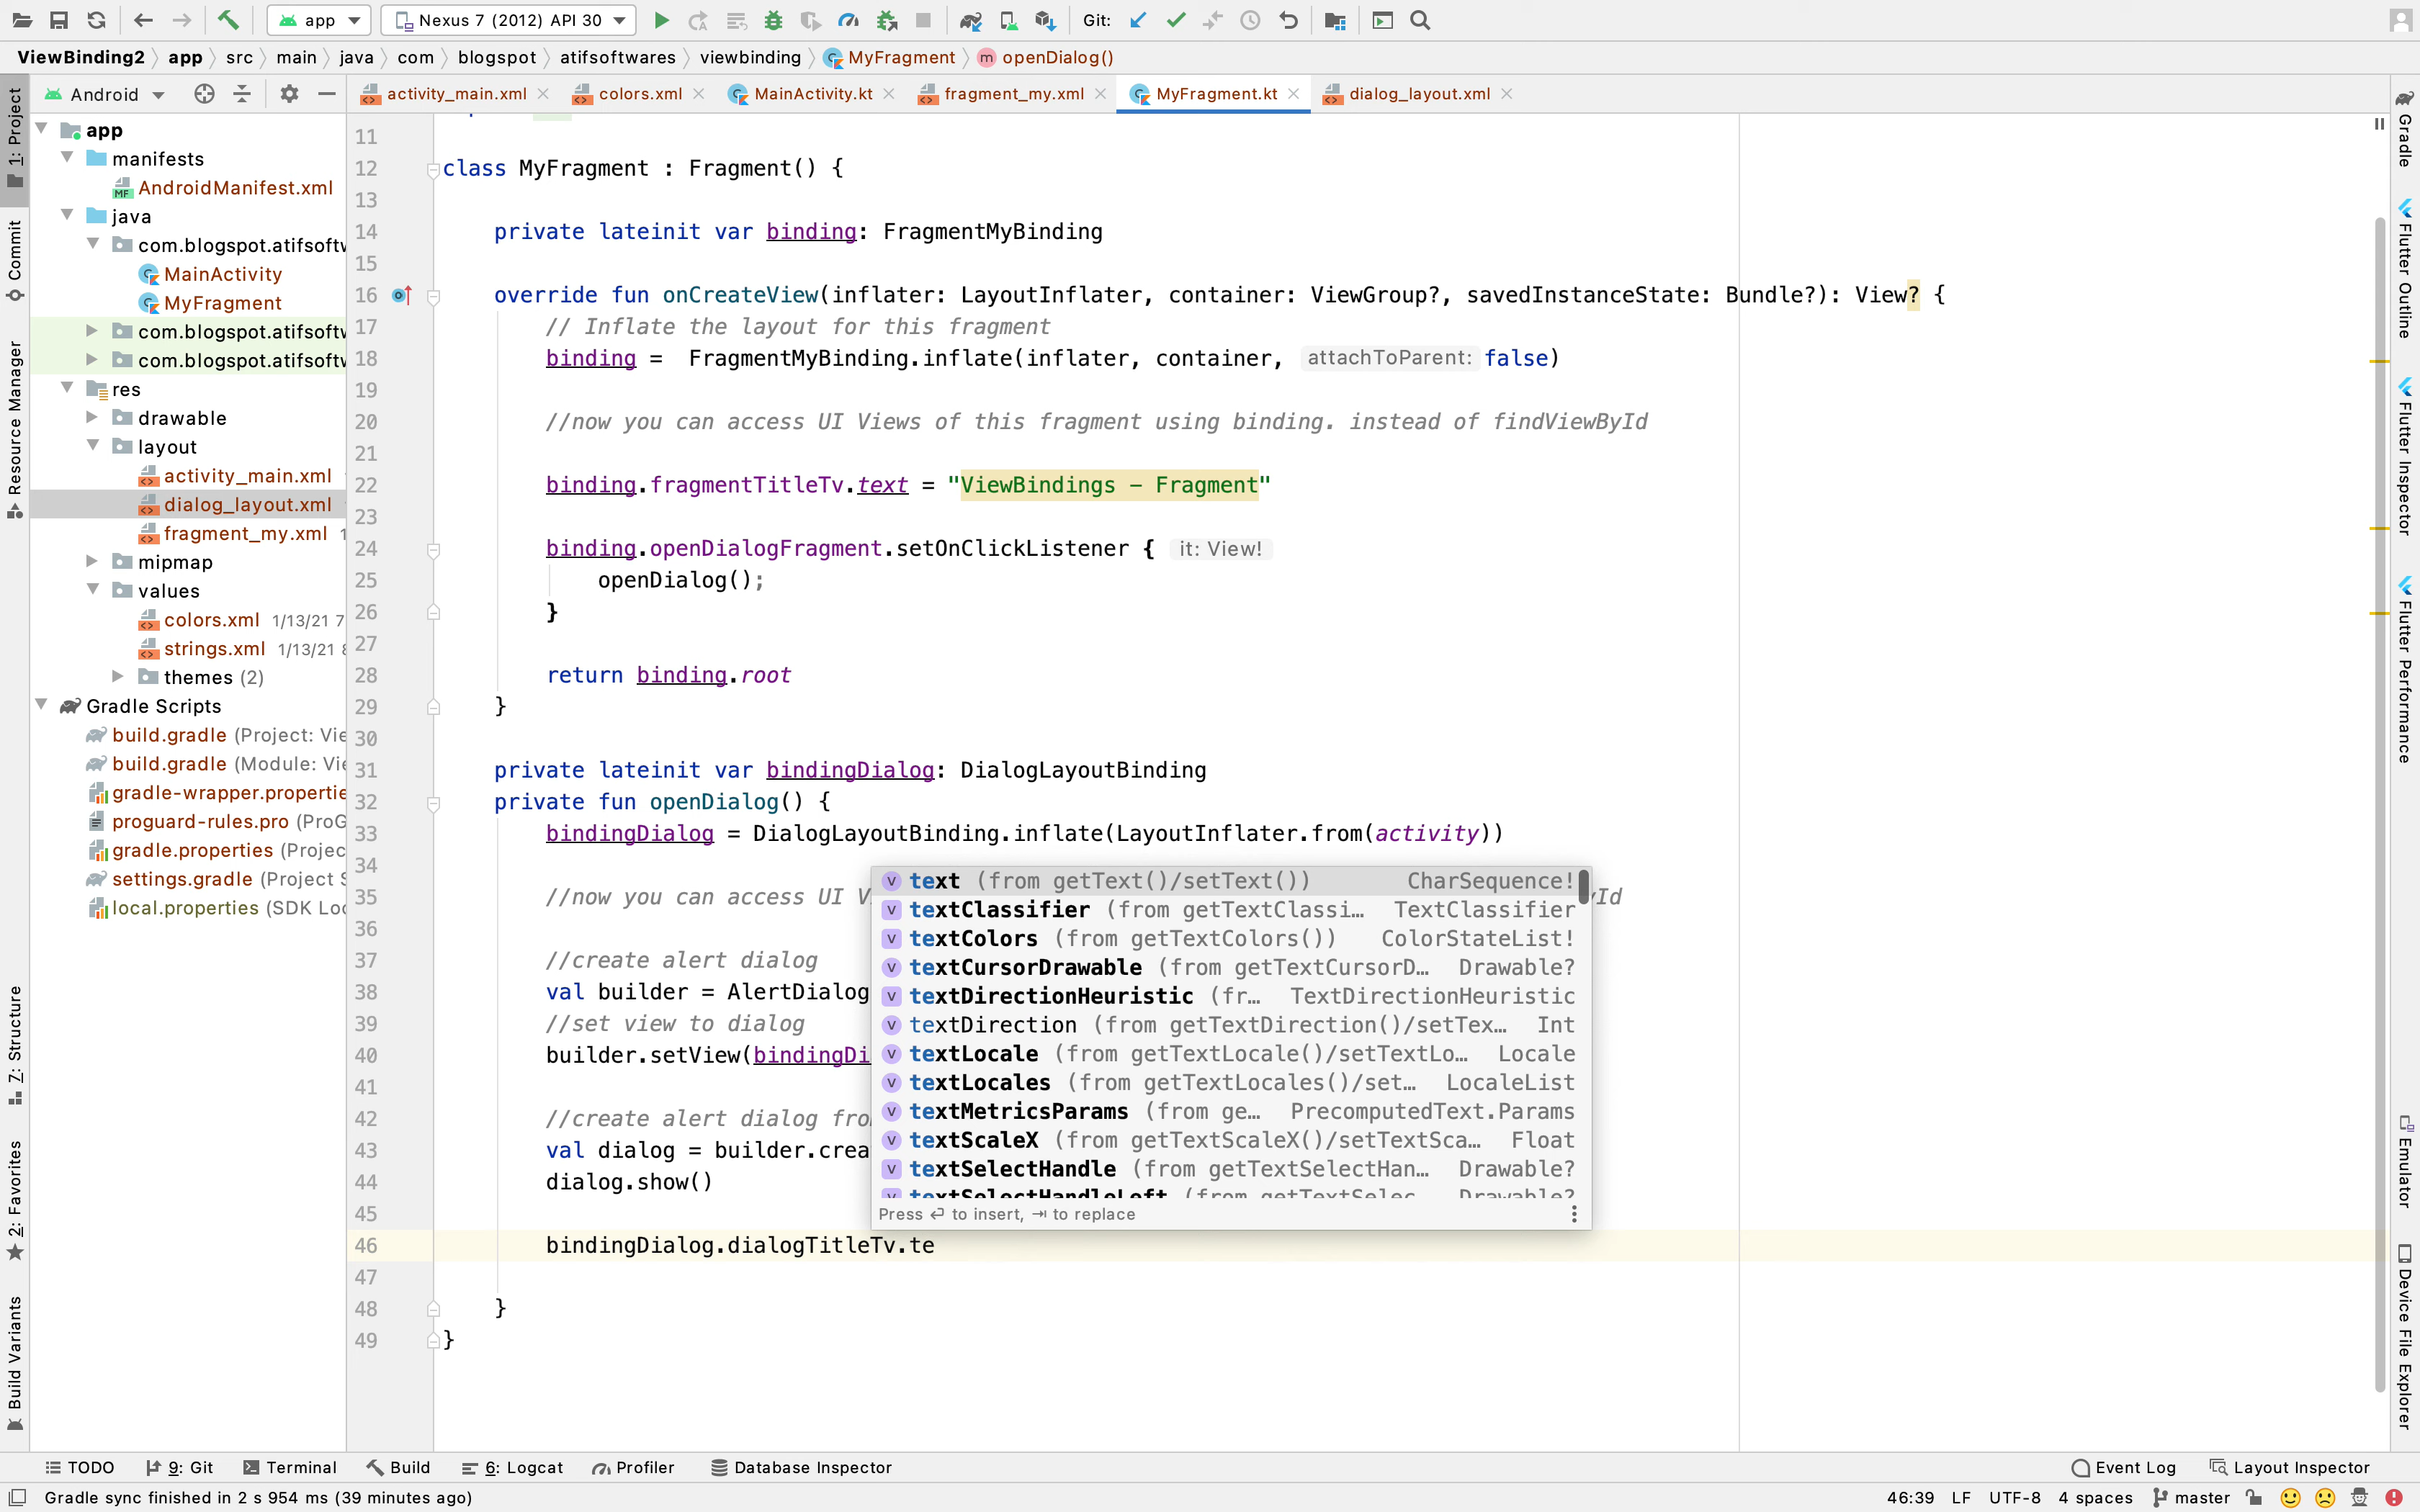 app
Nexus 7 (2012) API 30
Git:
ViewBinding2 app src main java com blogspot atifsoftwares viewbinding MyFragment m openDialog()
Android
activity_main.xml colors.xml MainActivity.kt fragment_my.xml MyFragment.kt dialog_layout.xml
1: Project
Commit
Resource Manager
Z: Structure
2: Favorites
Build Variants
app
manifests
AndroidManifest.xml
java
com.blogspot.atifsoftw
MainActivity
MyFragment
com.blogspot.atifsoftw
com.blogspot.atifsoftw
res
drawable
layout
activity_main.xml
dialog_layout.xml
fragment_my.xml 1
mipmap
values
colors.xml 1/13/21 7
strings.xml 1/13/21 8
themes (2)
Gradle Scripts
build.gradle (Project: Vie
build.gradle (Module: Vie
gradle-wrapper.propertie
proguard-rules.pro (ProG
gradle.properties (Projec
settings.gradle (Project S
local.properties (SDK Loc
11
12 class MyFragment : Fragment() {
13
14 private lateinit var binding: FragmentMyBinding
15
16 override fun onCreateView(inflater: LayoutInflater, container: ViewGroup?, savedInstanceState: Bundle?): View? {
17 // Inflate the layout for this fragment
18 binding = FragmentMyBinding.inflate(inflater, container, attachToParent: false)
19
20 //now you can access UI Views of this fragment using binding. instead of findViewById
21
22 binding.fragmentTitleTv.text = "ViewBindings – Fragment"
23
24 binding.openDialogFragment.setOnClickListener { it: View!
25 openDialog();
26 }
27
28 return binding.root
29 }
30
31 private lateinit var bindingDialog: DialogLayoutBinding
32 private fun openDialog() {
33 bindingDialog = DialogLayoutBinding.inflate(LayoutInflater.from(activity))
34
35 //now you can access UI V yId
36
37 //create alert dialog
38 val builder = AlertDialog
39 //set view to dialog
40 builder.setView(bindingDi
41
42 //create alert dialog fro
43 val dialog = builder.crea
44 dialog.show()
45
46 bindingDialog.dialogTitleTv.te
47
48 }
49 }
text (from getText()/setText()) CharSequence!
textClassifier (from getTextClassi… TextClassifier
textColors (from getTextColors()) ColorStateList!
textCursorDrawable (from getTextCursorD… Drawable?
textDirectionHeuristic (fr… TextDirectionHeuristic
textDirection (from getTextDirection()/setTex… Int
textLocale (from getTextLocale()/setTextLo… Locale
textLocales (from getTextLocales()/set… LocaleList
textMetricsParams (from ge… PrecomputedText.Params
textScaleX (from getTextScaleX()/setTextSca… Float
textSelectHandle (from getTextSelectHan… Drawable?
textSelectHandleLeft (from getTextSelec… Drawable?
Press ↵ to insert, ⇥ to replace
Gradle
Flutter Outline
Flutter Inspector
Flutter Performance
Emulator
Device File Explorer
TODO 9: Git Terminal Build 6: Logcat Profiler Database Inspector Event Log Layout Inspector
Gradle sync finished in 2 s 954 ms (39 minutes ago) 46:39 LF UTF-8 4 spaces master